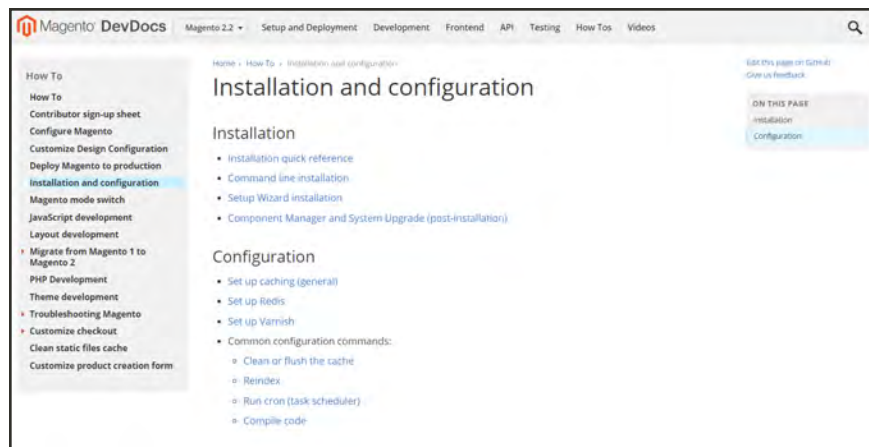 Magento DevDocs
Magento 2.2 Setup and Deployment Development Frontend API Testing How Tos Videos
How To
How To
Contributor sign-up sheet
Configure Magento
Customize Design Configuration
Deploy Magento to production
Installation and configuration
Magento mode switch
JavaScript development
Layout development
Migrate from Magento 1 to
Magento 2
PHP Development
Theme development
Troubleshooting Magento
Customize checkout
Clean static files cache
Customize product creation form
Home › How To › Installation and configuration
Installation and configuration
Installation
• Installation quick reference
• Command line installation
• Setup Wizard installation
• Component Manager and System Upgrade (post-installation)
Configuration
• Set up caching (general)
• Set up Redis
• Set up Varnish
• Common configuration commands:
◦ Clean or flush the cache
◦ Reindex
◦ Run cron (task scheduler)
◦ Compile code
Edit this page on GitHub
Give us feedback
ON THIS PAGE
Installation
Configuration